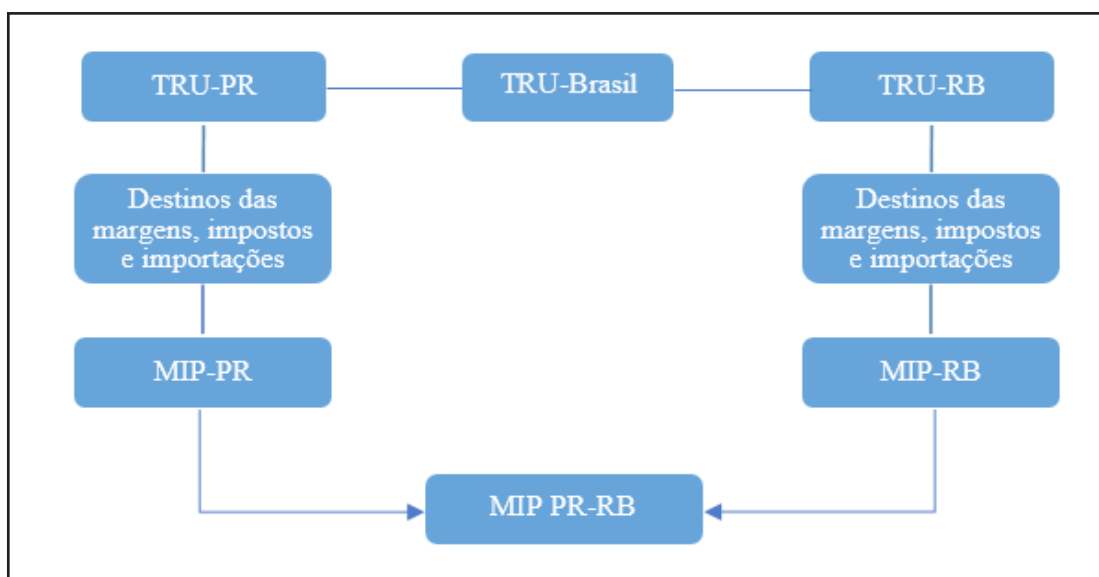 TRU-PR
TRU-Brasil
TRU-RB
Destinos das
margens, impostos
e importações
Destinos das
margens, impostos
e importações
MIP-PR
MIP-RB
MIP PR-RB